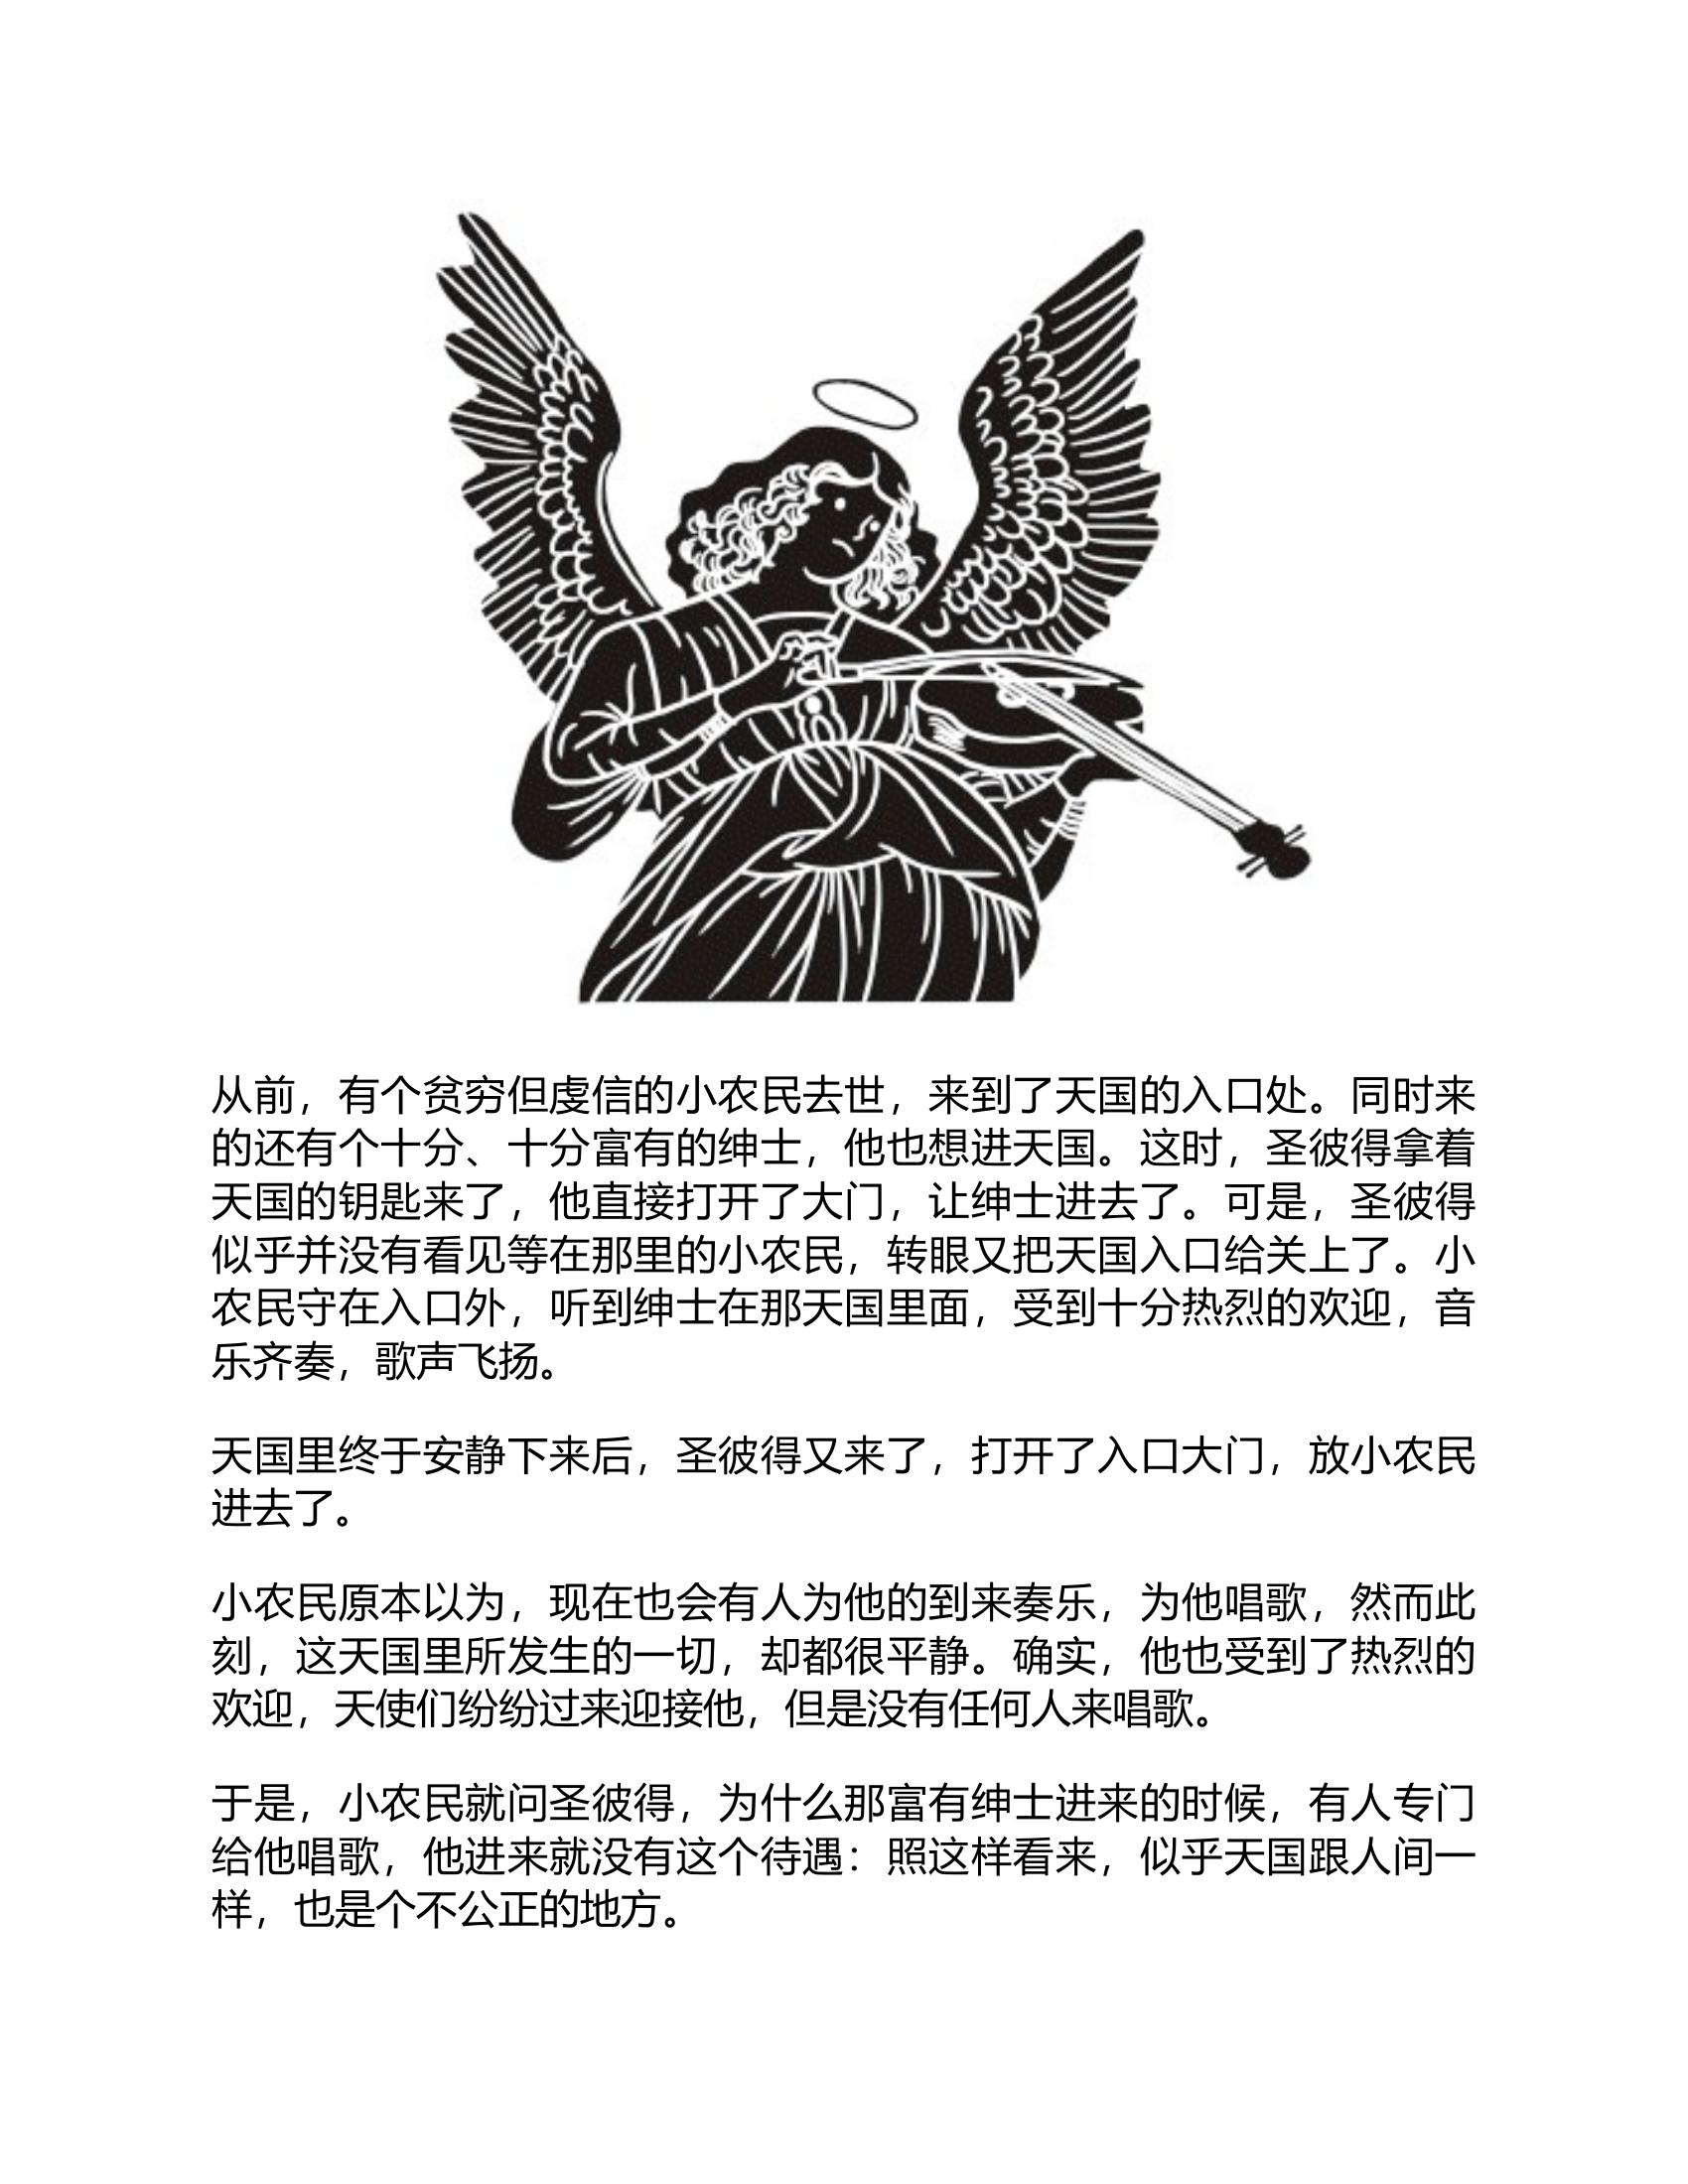 从前，有个贫穷但虔信的小农民去世，来到了天国的入口处。同时来
的还有个十分、十分富有的绅士，他也想进天国。这时，圣彼得拿着
天国的钥匙来了，他直接打开了大门，让绅士进去了。可是，圣彼得
似乎并没有看见等在那里的小农民，转眼又把天国入口给关上了。小
农民守在入口外，听到绅士在那天国里面，受到十分热烈的欢迎，音
乐齐奏，歌声飞扬。
天国里终于安静下来后，圣彼得又来了，打开了入口大门，放小农民
进去了。
小农民原本以为，现在也会有人为他的到来奏乐，为他唱歌，然而此
刻，这天国里所发生的一切，却都很平静。确实，他也受到了热烈的
欢迎，天使们纷纷过来迎接他，但是没有任何人来唱歌。
于是，小农民就问圣彼得，为什么那富有绅士进来的时候，有人专门
给他唱歌，他进来就没有这个待遇：照这样看来，似乎天国跟人间一
样，也是个不公正的地方。